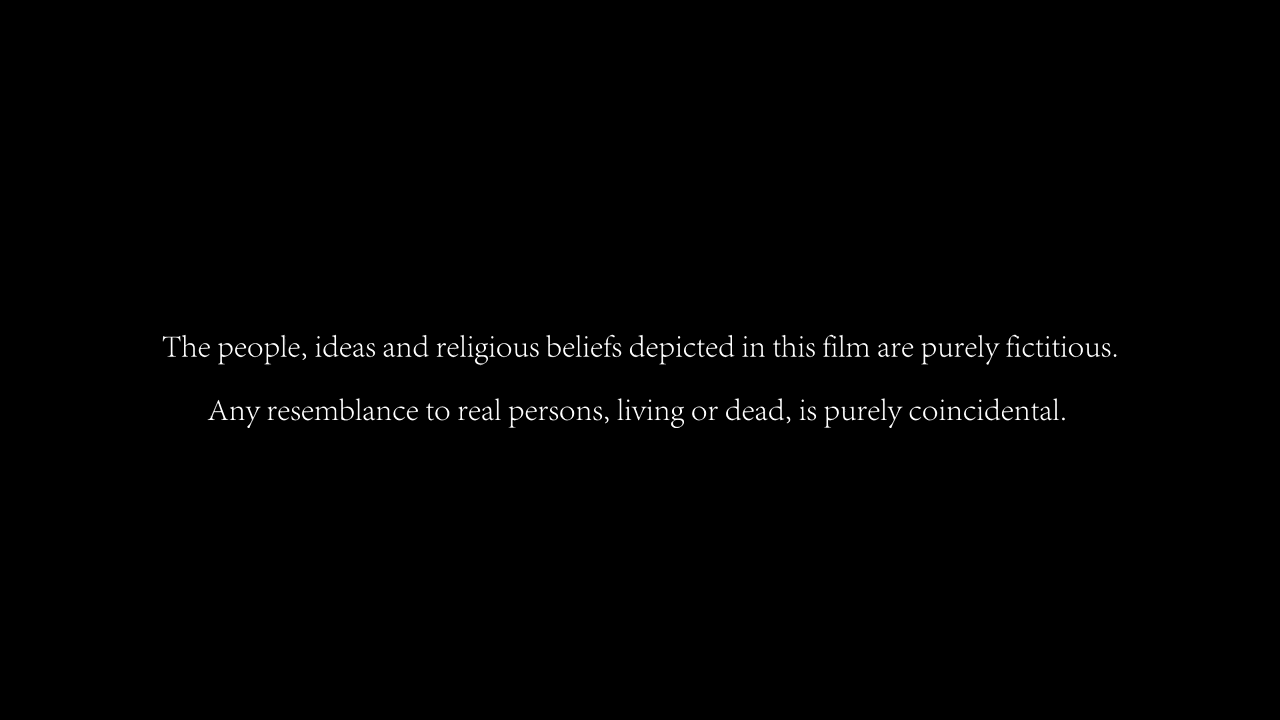 The people, ideas and religious beliefs depicted in this film are purely fictitious.
Any resemblance to real persons, living or dead, is purely coincidental.